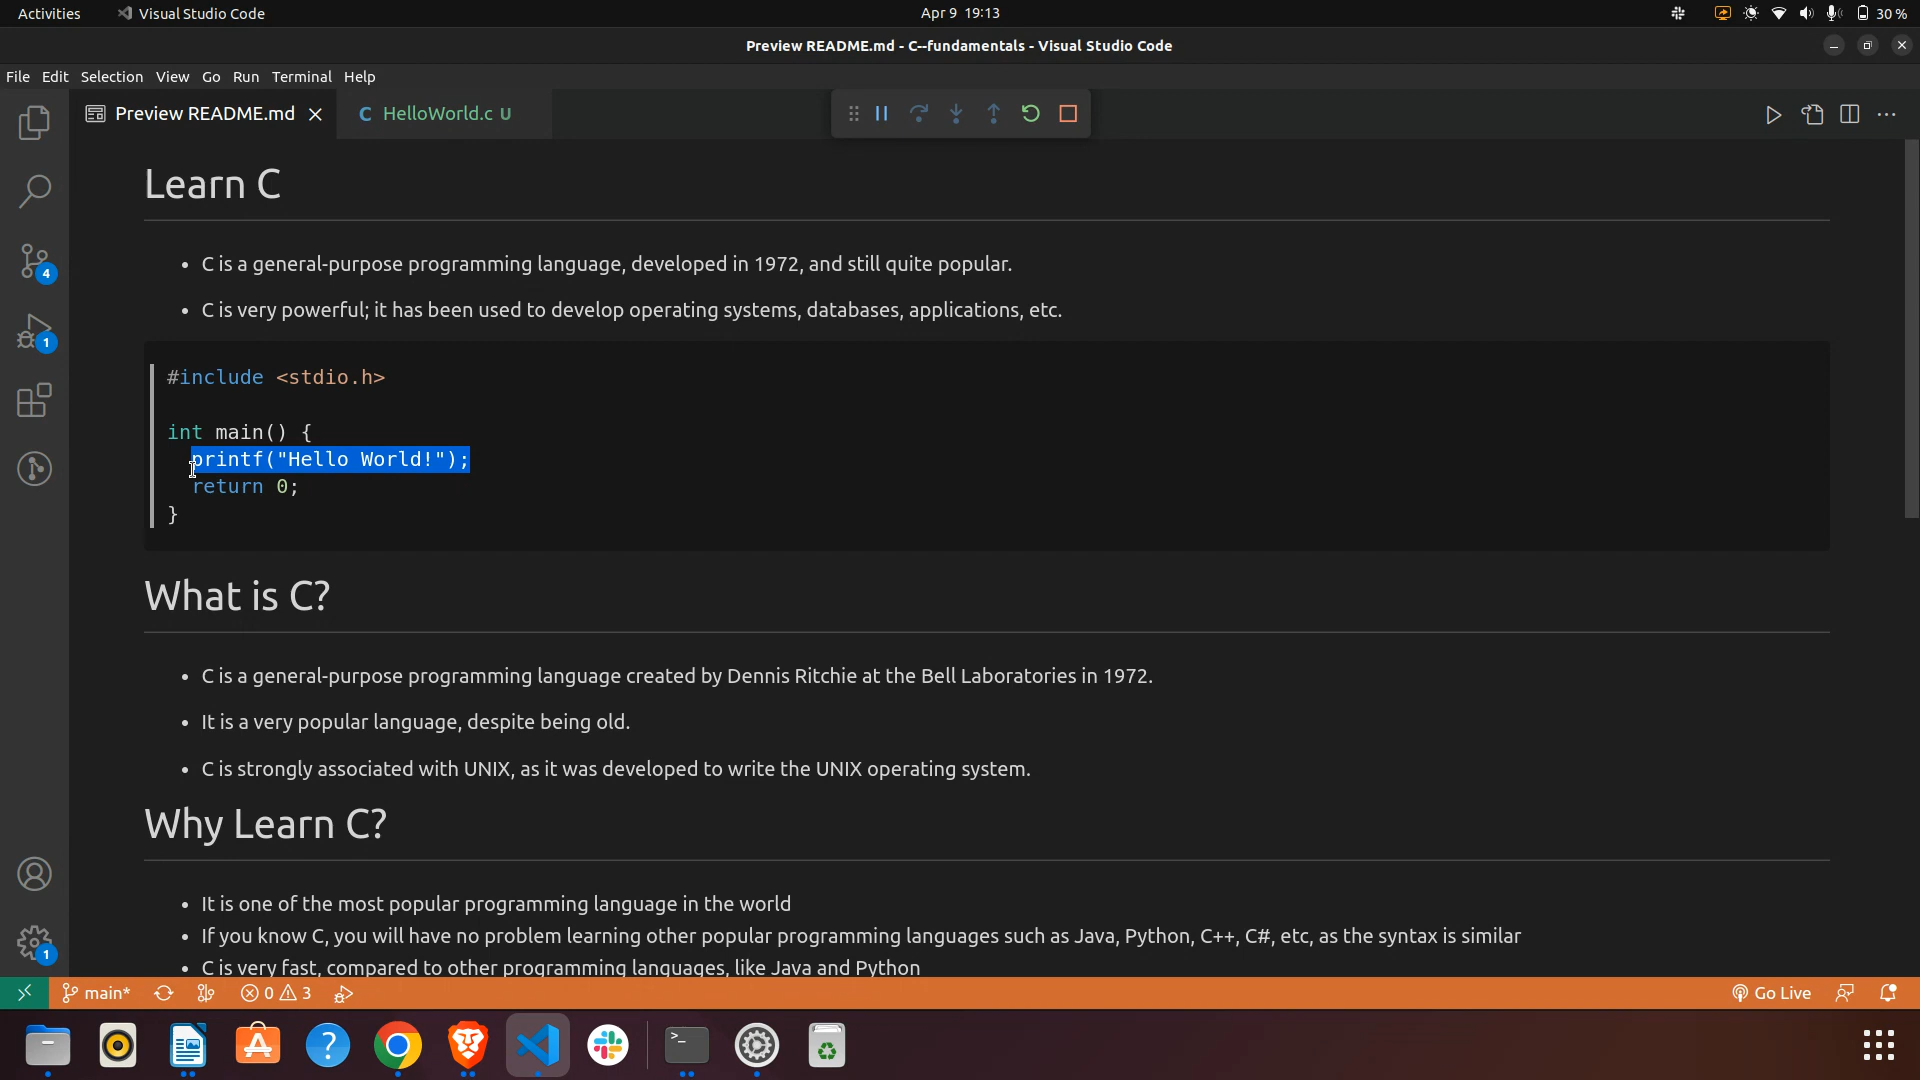 Activities Visual Studio Code Apr 9 19:13 30 %
Preview README.md - C--fundamentals - Visual Studio Code
File Edit Selection View Go Run Terminal Help
Preview README.md C HelloWorld.c U
Learn C
• C is a general-purpose programming language, developed in 1972, and still quite popular.
• C is very powerful; it has been used to develop operating systems, databases, applications, etc.
#include <stdio.h>
int main() {
printf("Hello World!");
return 0;
}
What is C?
• C is a general-purpose programming language created by Dennis Ritchie at the Bell Laboratories in 1972.
• It is a very popular language, despite being old.
• C is strongly associated with UNIX, as it was developed to write the UNIX operating system.
Why Learn C?
• It is one of the most popular programming language in the world
• If you know C, you will have no problem learning other popular programming languages such as Java, Python, C++, C#, etc, as the syntax is similar
• C is very fast, compared to other programming languages, like Java and Python
4
1
1
main* 0 3 Go Live